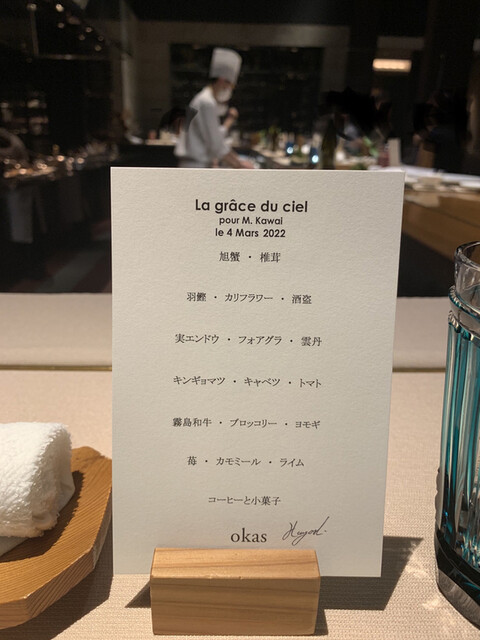 La grâce du ciel
pour M. Kawai
le 4 Mars 2022
旭蟹 ・ 椎茸
羽鰹 ・ カリフラワー ・ 酒盗
実エンドウ ・ フォアグラ ・ 雲丹
キンギョマツ ・ キャベツ ・ トマト
霧島和牛 ・ ブロッコリー ・ ヨモギ
苺 ・ カモミール ・ ライム
コーヒーと小菓子
okas